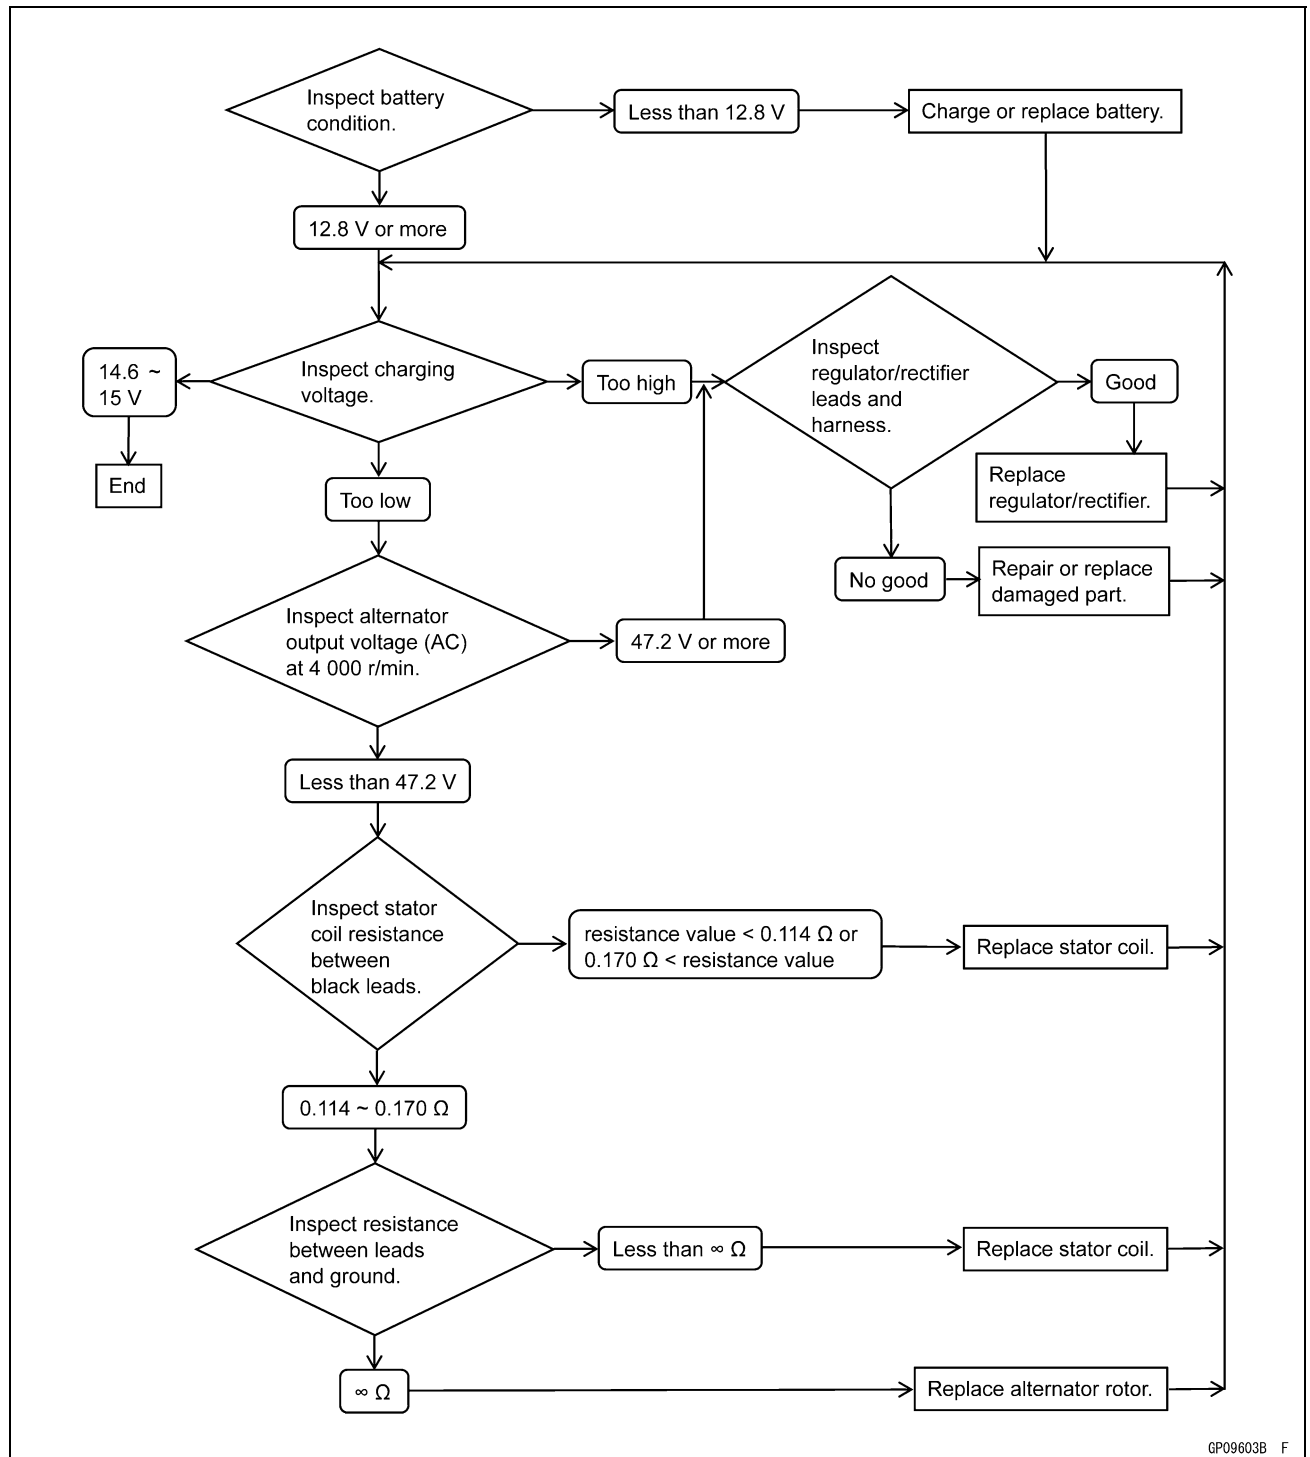 Inspect battery
condition.
Less than 12.8 V
Charge or replace battery.
12.8 V or more
Inspect charging
voltage.
14.6 ~
15 V
End
Too high
Inspect
regulator/rectifier
leads and
harness.
Good
Replace
regulator/rectifier.
Too low
No good
Repair or replace
damaged part.
Inspect alternator
output voltage (AC)
at 4 000 r/min.
47.2 V or more
Less than 47.2 V
Inspect stator
coil resistance
between
black leads.
resistance value < 0.114 Ω or
0.170 Ω < resistance value
Replace stator coil.
0.114 ~ 0.170 Ω
Inspect resistance
between leads
and ground.
Less than ∞ Ω
Replace stator coil.
∞ Ω
Replace alternator rotor.
GP09603B F